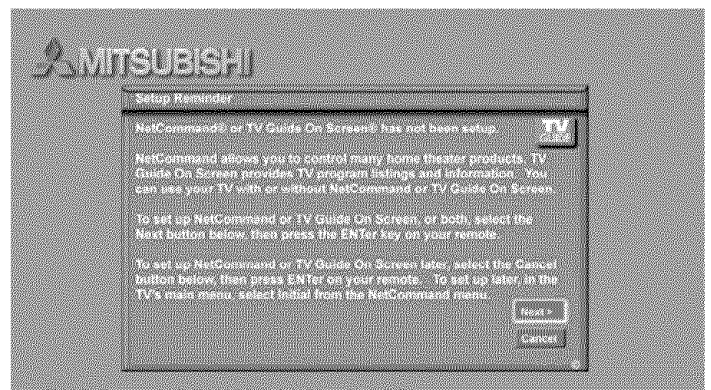 MITSUBISHI
Setup Reminder
NetCommand® or TV Guide On Screen® has not been setup.
TV
GUIDE
NetCommand allows you to control many home theater products. TV
Guide On Screen provides TV program listings and information. You
can use your TV with or without NetCommand or TV Guide On Screen.
To set up NetCommand or TV Guide On Screen, or both, select the
Next button below, then press the ENTer key on your remote.
To set up NetCommand or TV Guide On Screen later, select the Cancel
button below, then press ENTer on your remote. To set up later, in the
TV's main menu, select Initial from the NetCommand menu.
Next >
Cancel